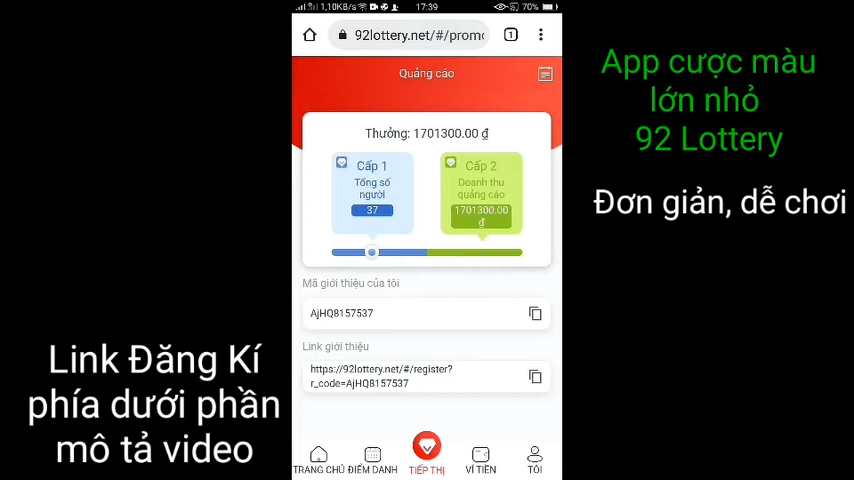 1,10KB/s
17:39
70%
92lottery.net/#/promo
1
Quảng cáo
Thưởng: 1701300.00 ₫
Cấp 1
Tổng số
người
37
Cấp 2
Doanh thu
quảng cáo
1701300.00
₫
Mã giới thiệu của tôi
AjHQ8157537
Link giới thiệu
https://92lottery.net/#/register?
r_code=AjHQ8157537
TRANG CHỦ
ĐIỂM DANH
TIẾP THỊ
VÍ TIỀN
TÔI
App cược màu
lớn nhỏ
92 Lottery
Đơn giản, dễ chơi
Link Đăng Kí
phía dưới phần
mô tả video